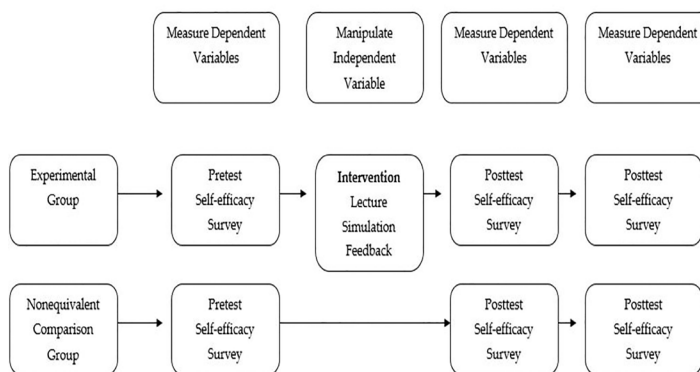 Measure Dependent
Variables
Manipulate
Independent
Variable
Measure Dependent
Variables
Measure Dependent
Variables
Experimental
Group
Pretest
Self-efficacy
Survey
Intervention
Lecture
Simulation
Feedback
Posttest
Self-efficacy
Survey
Posttest
Self-efficacy
Survey
Nonequivalent
Comparison
Group
Pretest
Self-efficacy
Survey
Posttest
Self-efficacy
Survey
Posttest
Self-efficacy
Survey